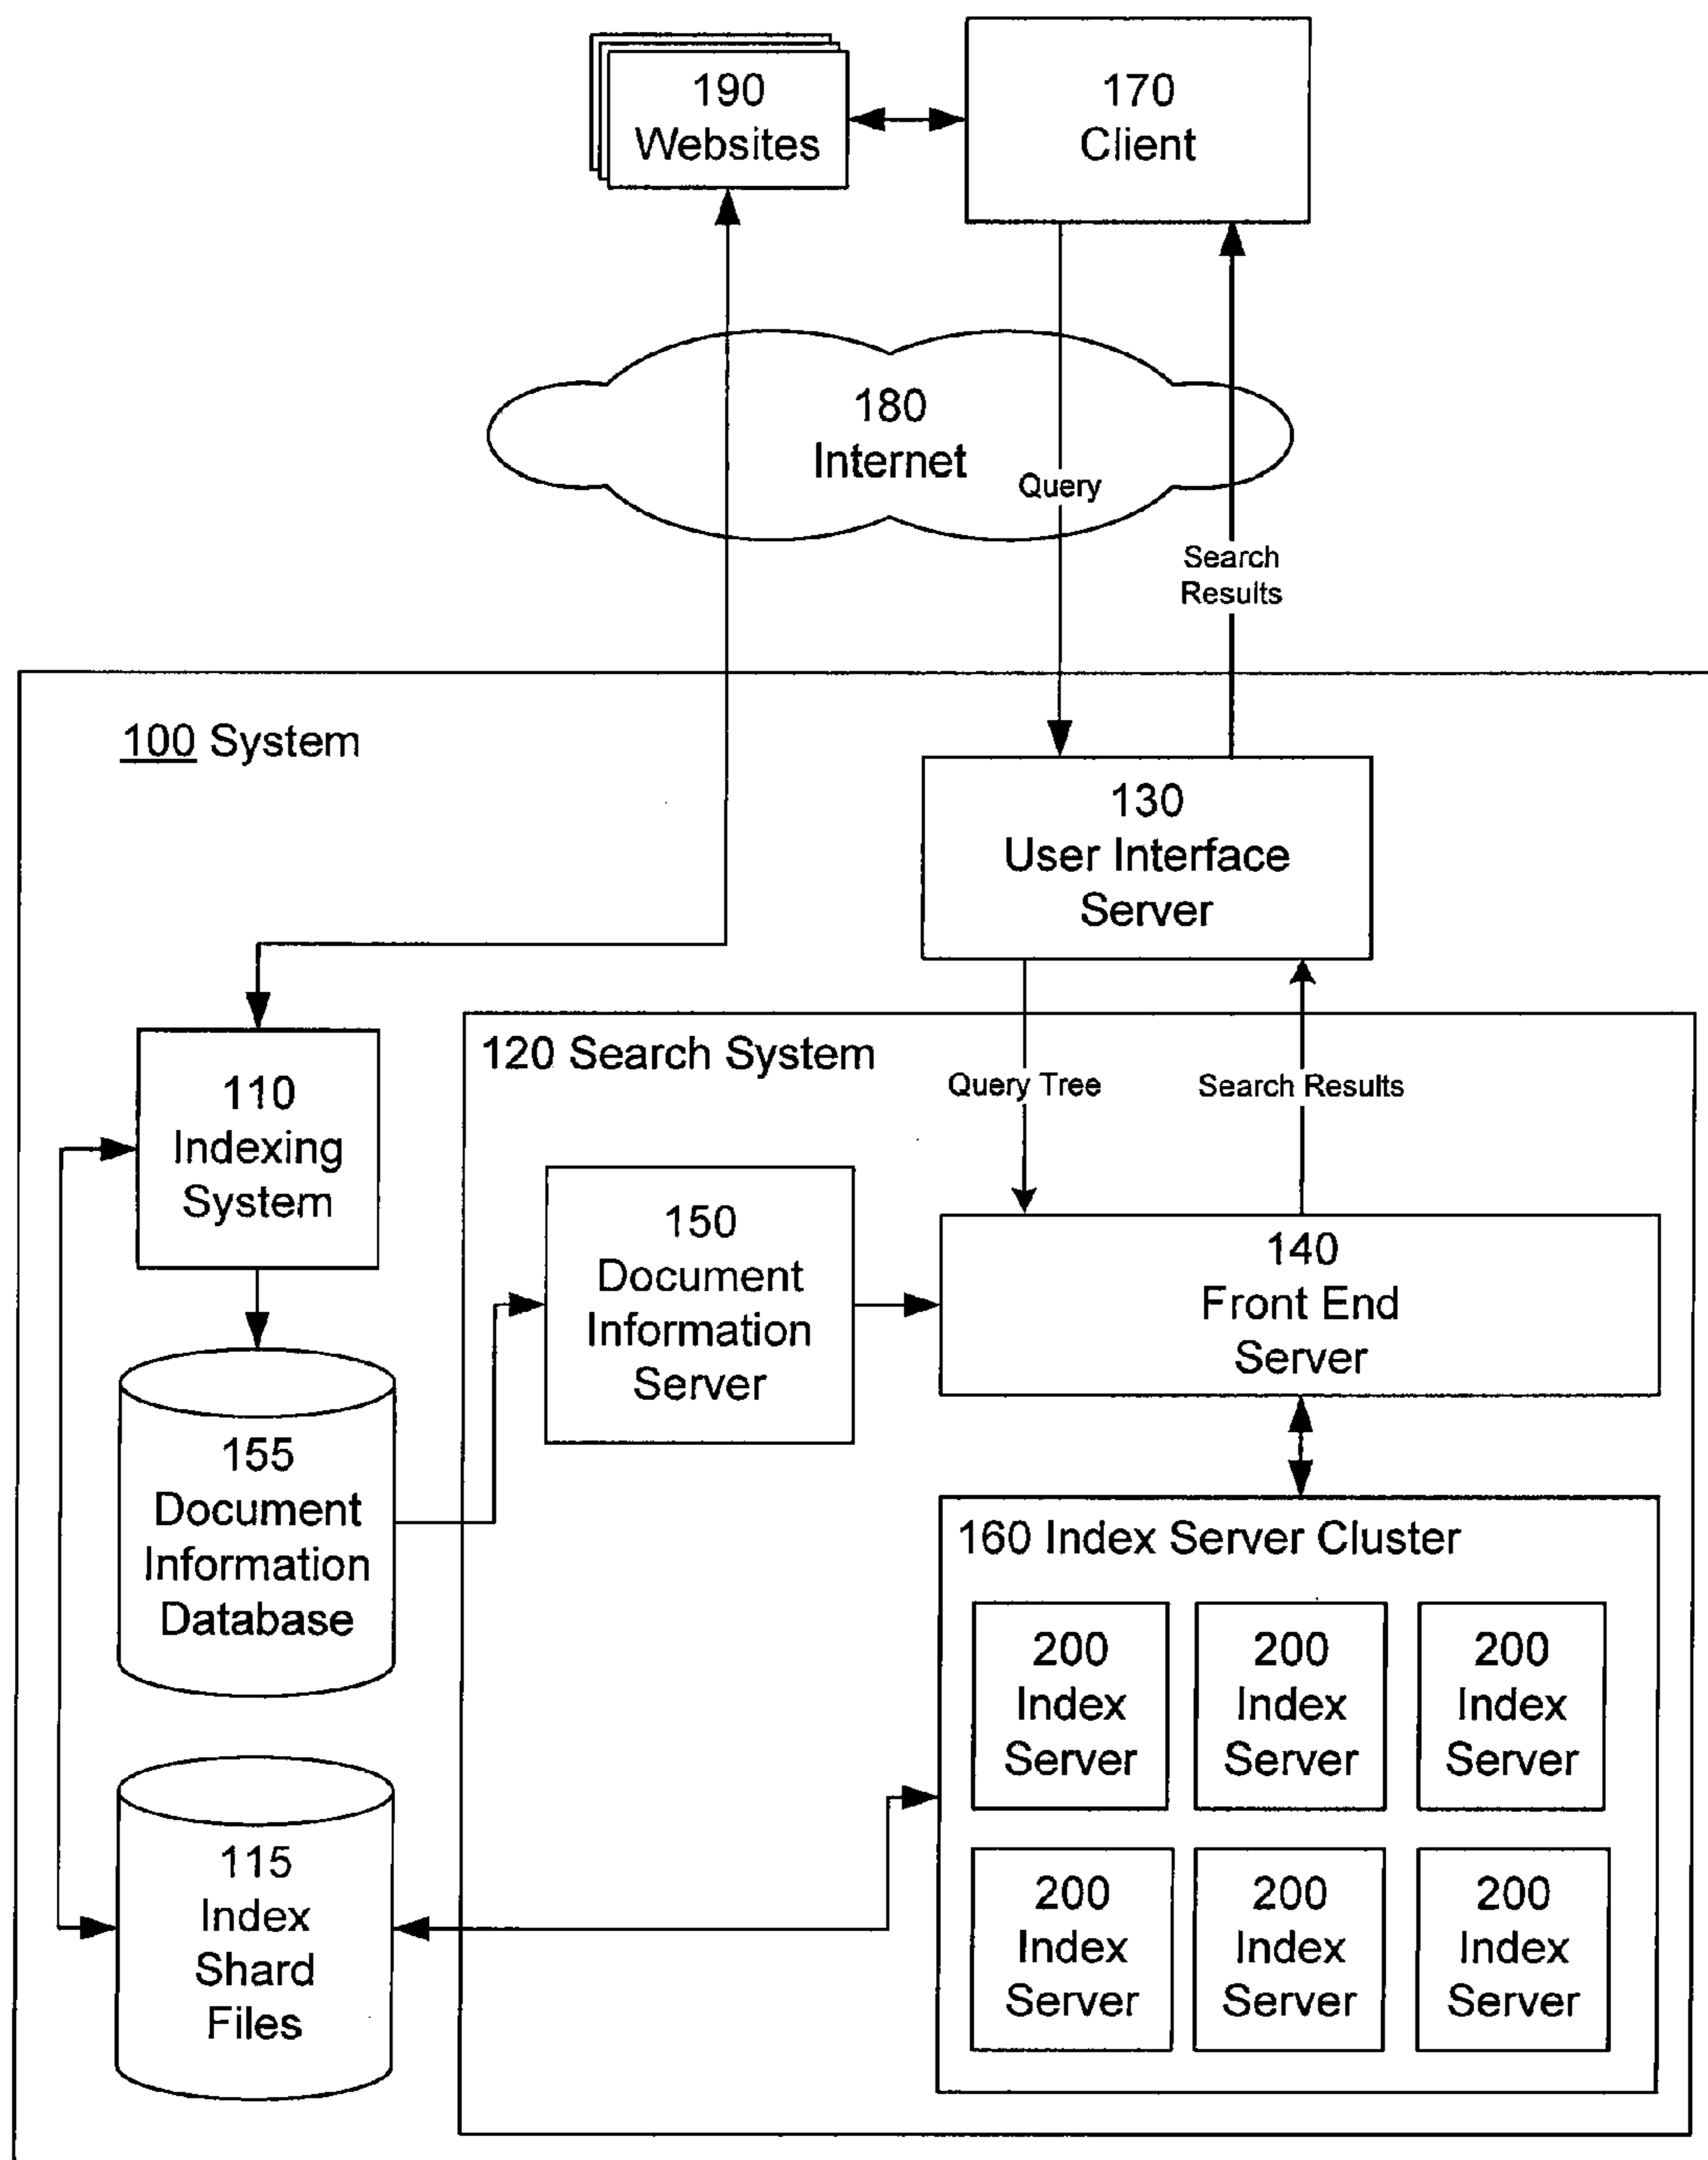 190
Websites
170
Client
180
Internet
Query
Search
Results
100 System
130
User Interface
Server
120 Search System
Query Tree
Search Results
110
Indexing
System
150
Document
Information
Server
140
Front End
Server
155
Document
Information
Database
160 Index Server Cluster
200
Index
Server
200
Index
Server
200
Index
Server
115
Index
Shard
Files
200
Index
Server
200
Index
Server
200
Index
Server